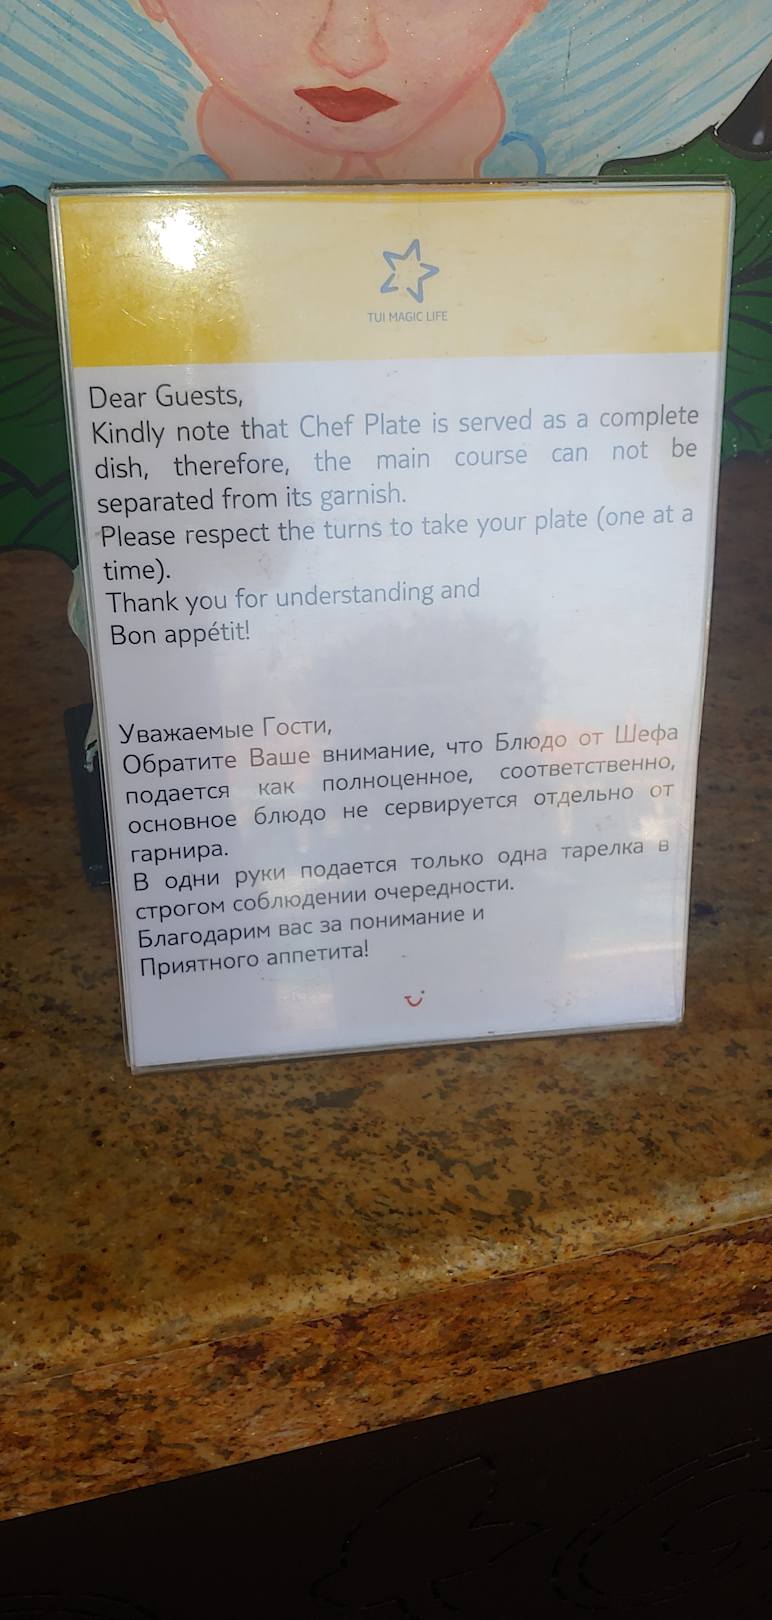 TUI MAGIC LIFE
Dear Guests,
Kindly note that Chef Plate is served as a complete
dish, therefore, the main course can not be
separated from its garnish.
Please respect the turns to take your plate (one at a
time).
Thank you for understanding and
Bon appétit!
Уважаемые Гости,
Обратите Ваше внимание, что Блюдо от Шефа
подается как полноценное, соответственно,
основное блюдо не сервируется отдельно от
гарнира.
В одни руки подается только одна тарелка в
строгом соблюдении очередности.
Благодарим вас за понимание и
Приятного аппетита!